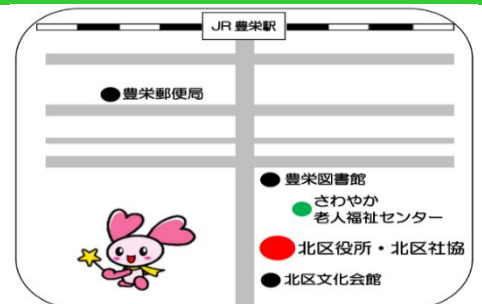 JR 豊栄駅
豊栄郵便局
豊栄図書館
さわやか
老人福祉センター
北区役所・北区社協
北区文化会館